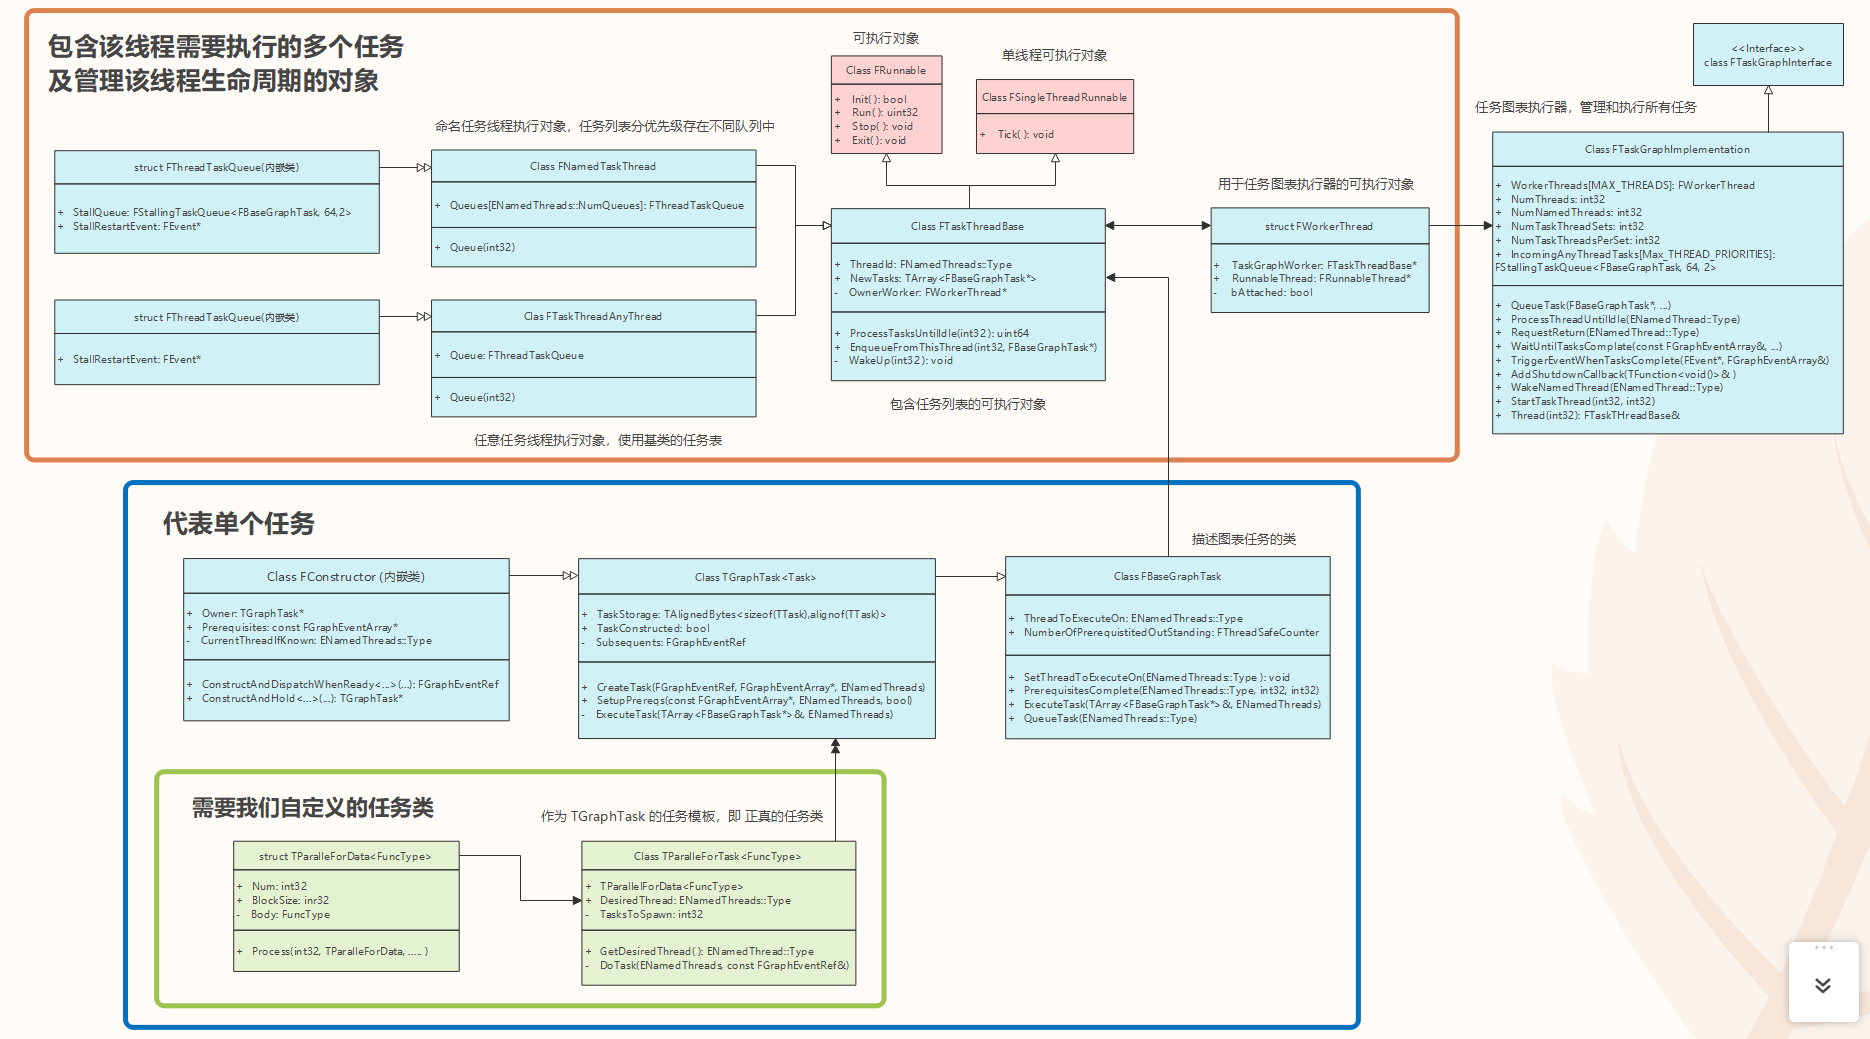 包含该线程需要执行的多个任务
及管理该线程生命周期的对象
可执行对象
Class FRunnable
+ Init( ): bool
+ Run( ): uint32
+ Stop( ): void
+ Exit( ): void
单线程可执行对象
Class FSingleThreadRunnable
+ Tick( ): void
命名任务线程执行对象，任务列表分优先级存在不同队列中
struct FThreadTaskQueue(内嵌类)
+ StallQueue: FStallingTaskQueue<FBaseGraphTask, 64,2>
+ StallRestartEvent: FEvent*
Class FNamedTaskThread
+ Queues[ENamedThreads::NumQueues]: FThreadTaskQueue
+ Queue(int32)
struct FThreadTaskQueue(内嵌类)
+ StallRestartEvent: FEvent*
Clas FTaskThreadAnyThread
+ Queue: FThreadTaskQueue
+ Queue(int32)
任意任务线程执行对象，使用基类的任务表
Class FTaskThreadBase
+ ThreadId: FNamedThreads::Type
+ NewTasks: TArray<FBaseGraphTask*>
- OwnerWorker: FWorkerThread*
+ ProcessTasksUntilIdle(int32): uint64
+ EnqueueFromThisThread(int32, FBaseGraphTask*)
- WakeUp(int32): void
包含任务列表的可执行对象
用于任务图表执行器的可执行对象
struct FWorkerThread
+ TaskGraphWorker: FTaskThreadBase*
+ RunnableThread: FRunnableThread*
- bAttached: bool
<<Interface>>
class FTaskGraphInterface
任务图表执行器，管理和执行所有任务
Class FTaskGraphImplementation
+ WorkerThreads[MAX_THREADS]: FWorkerThread
+ NumThreads: int32
+ NumNamedThreads: int32
+ NumTaskThreadSets: int32
+ NumTaskThreadsPerSet: int32
+ IncomingAnyThreadTasks[Max_THREAD_PRIORITIES]:
FStallingTaskQueue<FBaseGraphTask, 64, 2>
+ QueueTask(FBaseGraphTask*, ...)
+ ProcessThreadUntilIdle(ENamedThread::Type)
+ RequestReturn(ENamedThread::Type)
+ WaitUntilTasksComplate(const FGraphEventArray&, ...)
+ TriggerEventWhenTasksComplete(FEvent*, FGraphEventArray&)
+ AddShutdownCallback(TFunction<void()>& )
+ WakeNamedThread(ENamedThread::Type)
+ StartTaskThread(int32, int32)
+ Thread(int32): FTaskTHreadBase&
代表单个任务
Class FConstructor (内嵌类)
+ Owner: TGraphTask*
+ Prerequisites: const FGraphEventArray*
- CurrentThreadIfKnown: ENamedThreads::Type
+ ConstructAndDispatchWhenReady<...>(...): FGraphEventRef
+ ConstructAndHold<...>(...): TGraphTask*
Class TGraphTask<Task>
+ TaskStorage: TAlignedBytes<sizeof(TTask),alignof(TTask)>
+ TaskConstructed: bool
- Subsequents: FGraphEventRef
+ CreateTask(FGraphEventRef, FGraphEventArray*, ENamedThreads)
+ SetupPrereqs(const FGraphEventArray*, ENamedThreads, bool)
- ExecuteTask(TArray<FBaseGraphTask*>&, ENamedThreads)
描述图表任务的类
Class FBaseGraphTask
+ ThreadToExecuteOn: ENamedThreads::Type
+ NumberOfPrerequistitedOutStanding: FThreadSafeCounter
+ SetThreadToExecuteOn(ENamedThreads::Type ): void
+ PrerequisitesComplete(ENamedThreads::Type, int32, int32)
+ ExecuteTask(TArray<FBaseGraphTask*>&, ENamedThreads)
+ QueueTask(ENamedThreads::Type)
需要我们自定义的任务类
作为 TGraphTask 的任务模板，即 正真的任务类
struct TParalleForData<FuncType>
+ Num: int32
+ BlockSize: inr32
- Body: FuncType
+ Process(int32, TParalleForData, ..... )
Class TParalleForTask<FuncType>
+ TParallelForData<FuncType>
+ DesiredThread: ENamedThreads::Type
- TasksToSpawn: int32
+ GetDesiredThread( ): ENamedThread::Type
- DoTask(ENamedThreads, const FGraphEventRef&)